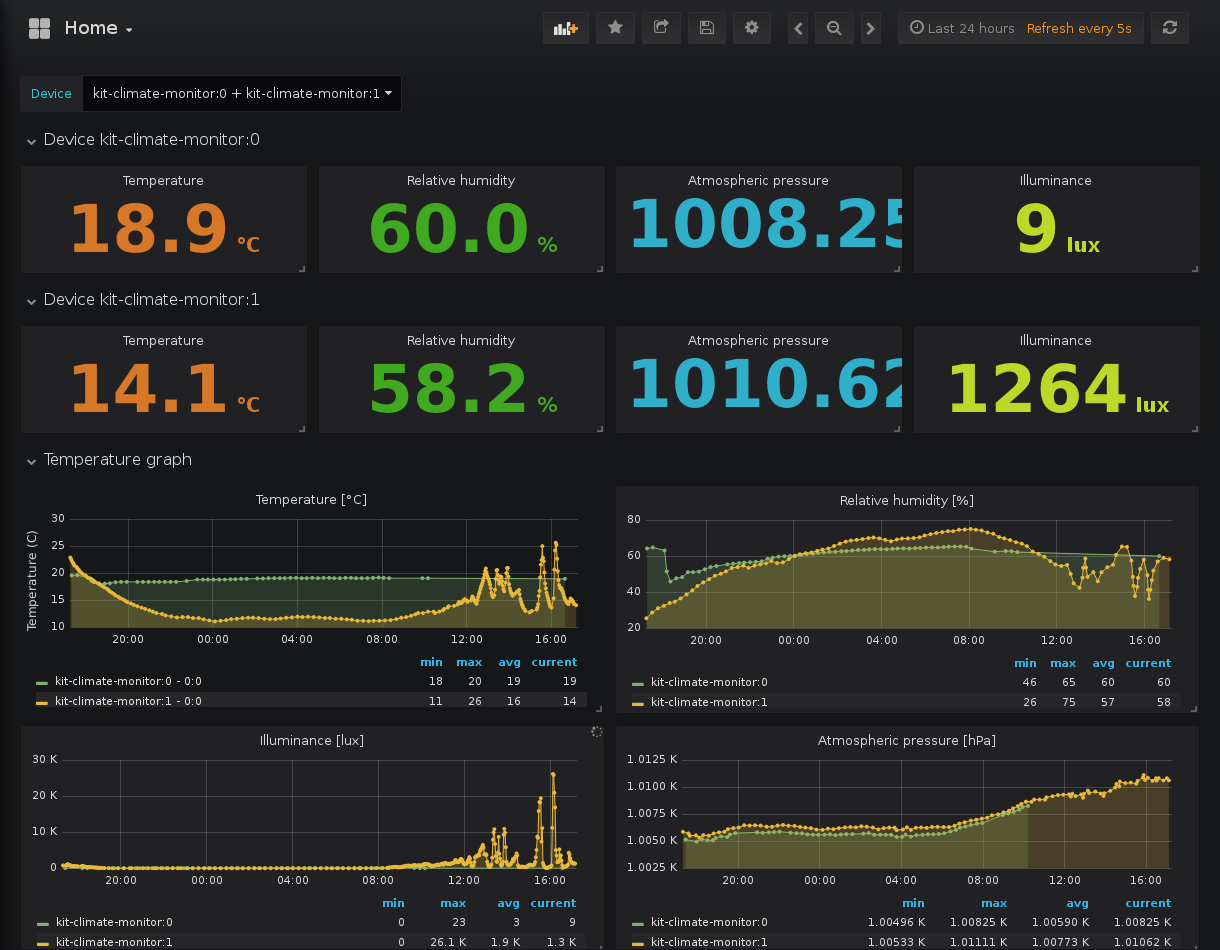 Home
Last 24 hours Refresh every 5s
Device kit-climate-monitor:0 + kit-climate-monitor:1
Device kit-climate-monitor:0
Temperature Relative humidity Atmospheric pressure Illuminance
18.9 °C 60.0 % 1008.25 9 lux
Device kit-climate-monitor:1
Temperature Relative humidity Atmospheric pressure Illuminance
14.1 °C 58.2 % 1010.62 1264 lux
Temperature graph
Temperature [°C]
Temperature (C)
30
25
20
15
10
20:00 00:00 04:00 08:00 12:00 16:00
min max avg current
kit-climate-monitor:0 - 0:0 18 20 19 19
kit-climate-monitor:1 - 0:0 11 26 16 14
Relative humidity [%]
80
60
40
20
20:00 00:00 04:00 08:00 12:00 16:00
min max avg current
kit-climate-monitor:0 46 65 60 60
kit-climate-monitor:1 26 75 57 58
Illuminance [lux]
30 K
20 K
10 K
0
20:00 00:00 04:00 08:00 12:00 16:00
min max avg current
kit-climate-monitor:0 0 23 3 9
kit-climate-monitor:1 0 26.1 K 1.9 K 1.3 K
Atmospheric pressure [hPa]
1.0125 K
1.0100 K
1.0075 K
1.0050 K
1.0025 K
20:00 00:00 04:00 08:00 12:00 16:00
min max avg current
kit-climate-monitor:0 1.00496 K 1.00825 K 1.00590 K 1.00825 K
kit-climate-monitor:1 1.00533 K 1.01111 K 1.00773 K 1.01062 K